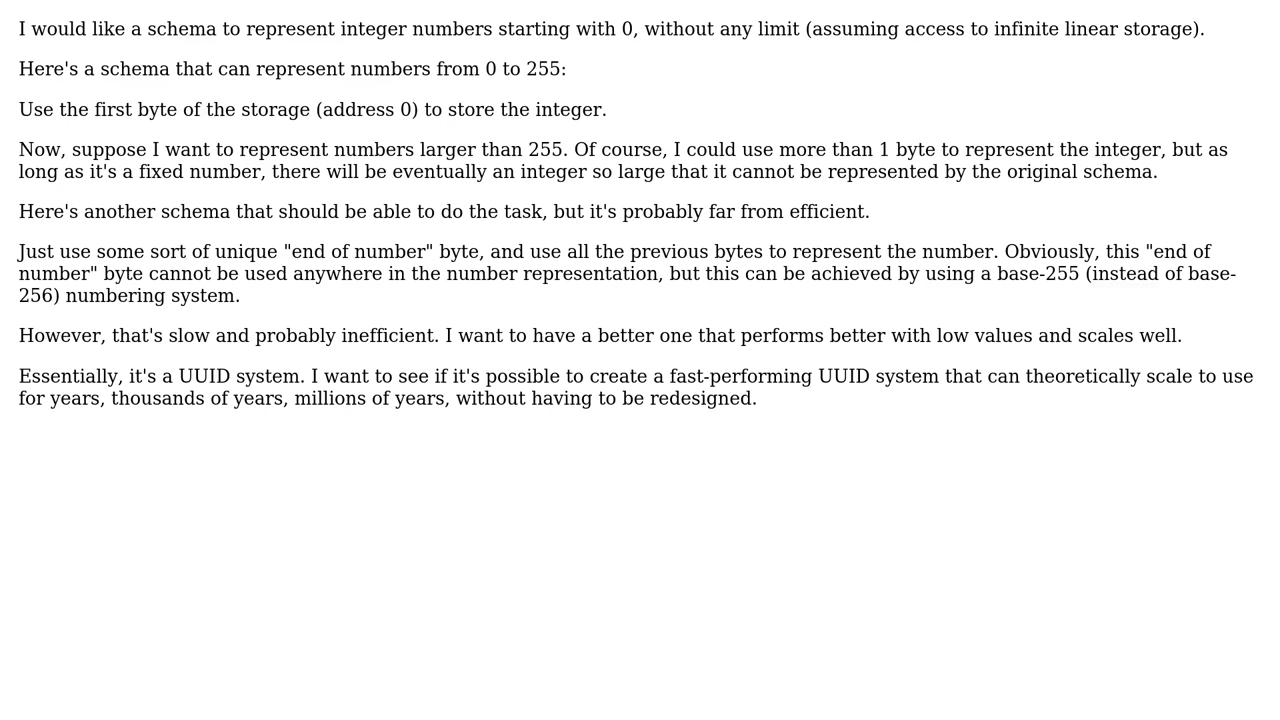 I would like a schema to represent integer numbers starting with 0, without any limit (assuming access to infinite linear storage).
Here's a schema that can represent numbers from 0 to 255:
Use the first byte of the storage (address 0) to store the integer.
Now, suppose I want to represent numbers larger than 255. Of course, I could use more than 1 byte to represent the integer, but as
long as it's a fixed number, there will be eventually an integer so large that it cannot be represented by the original schema.
Here's another schema that should be able to do the task, but it's probably far from efficient.
Just use some sort of unique "end of number" byte, and use all the previous bytes to represent the number. Obviously, this "end of
number" byte cannot be used anywhere in the number representation, but this can be achieved by using a base-255 (instead of base-
256) numbering system.
However, that's slow and probably inefficient. I want to have a better one that performs better with low values and scales well.
Essentially, it's a UUID system. I want to see if it's possible to create a fast-performing UUID system that can theoretically scale to use
for years, thousands of years, millions of years, without having to be redesigned.